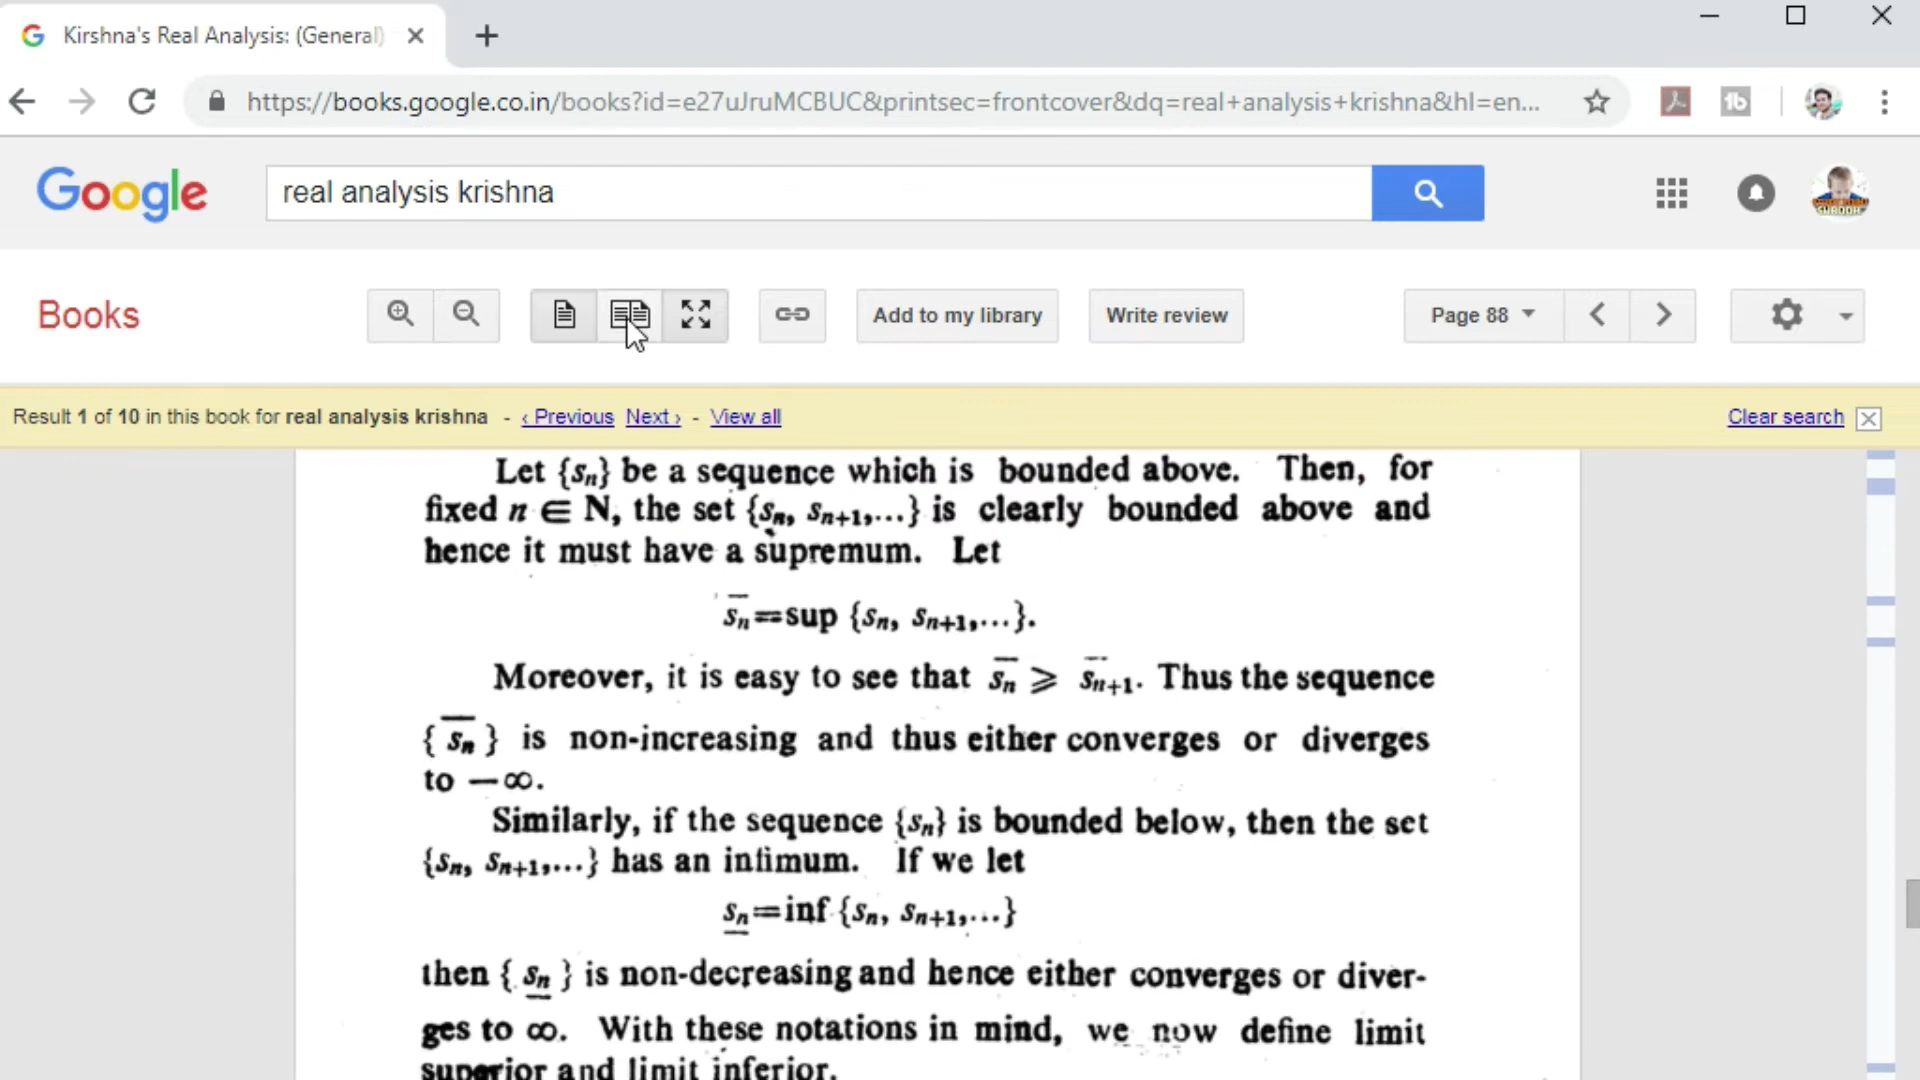 Kirshna's Real Analysis: (General)
https://books.google.co.in/books?id=e27uJruMCBUC&printsec=frontcover&dq=real+analysis+krishna&hl=en...
Google
real analysis krishna
Books
Add to my library
Write review
Page 88
Result 1 of 10 in this book for real analysis krishna - ‹ Previous Next › - View all
Clear search
Let {sₙ} be a sequence which is bounded above. Then, for
fixed n ∈ N, the set {sₙ, sₙ₊₁,...} is clearly bounded above and
hence it must have a supremum. Let
s̄ₙ=sup {sₙ, sₙ₊₁,...}.
Moreover, it is easy to see that s̄ₙ ⩾ s̄ₙ₊₁. Thus the sequence
{ s̄ₙ } is non-increasing and thus either converges or diverges
to —∞.
Similarly, if the sequence {sₙ} is bounded below, then the set
{sₙ, sₙ₊₁,...} has an infimum. If we let
s̲ₙ=inf {sₙ, sₙ₊₁,...}
then { s̲ₙ } is non-decreasing and hence either converges or diver-
ges to ∞. With these notations in mind, we now define limit
superior and limit inferior.